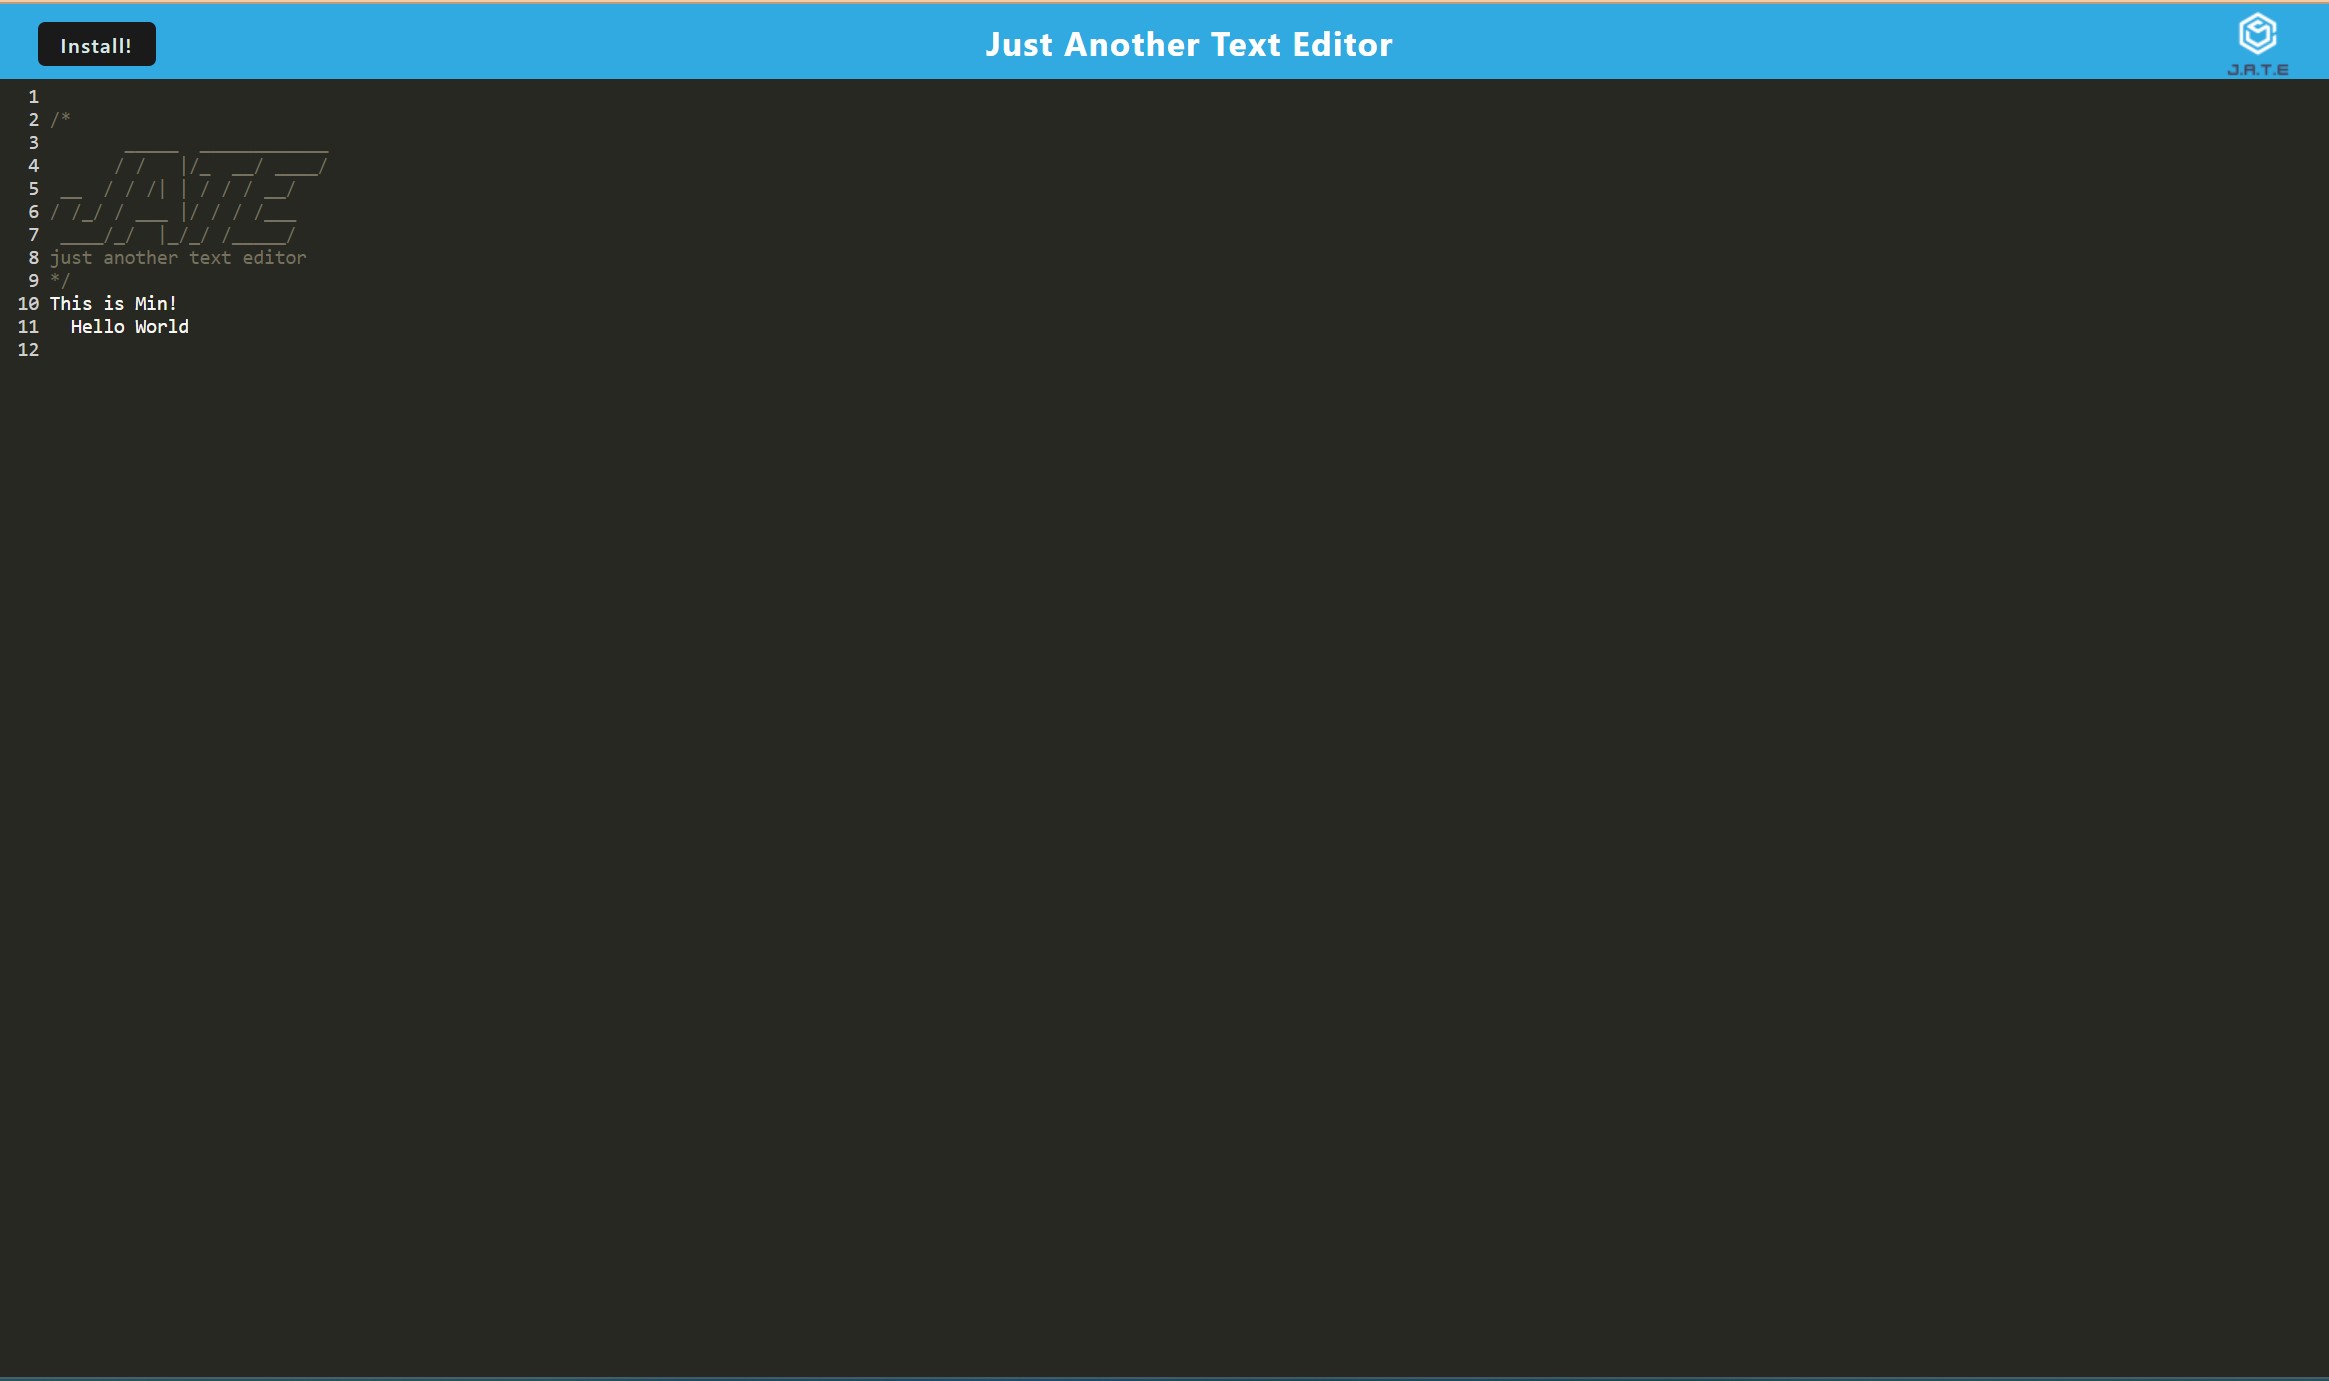 Install!
Just Another Text Editor
J.A.T.E
1
2 /*
3        _____  ____________
4       / /   |/_  __/ ____/
5  __  / / /| | / / / __/
6 / /_/ / ___ |/ / / /___
7  ____/_/  |_/_/ /_____/
8 just another text editor
9 */
10 This is Min!
11   Hello World
12